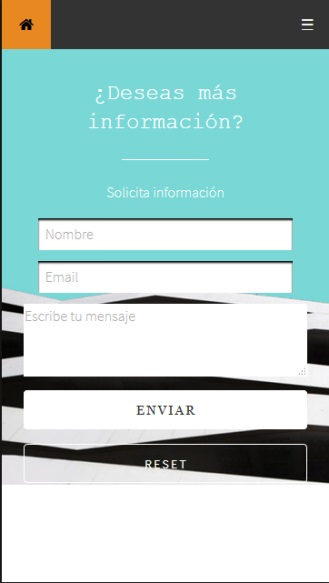 ¿Deseas más
información?
Solicita información
Nombre
Email
Escribe tu mensaje
ENVIAR
RESET